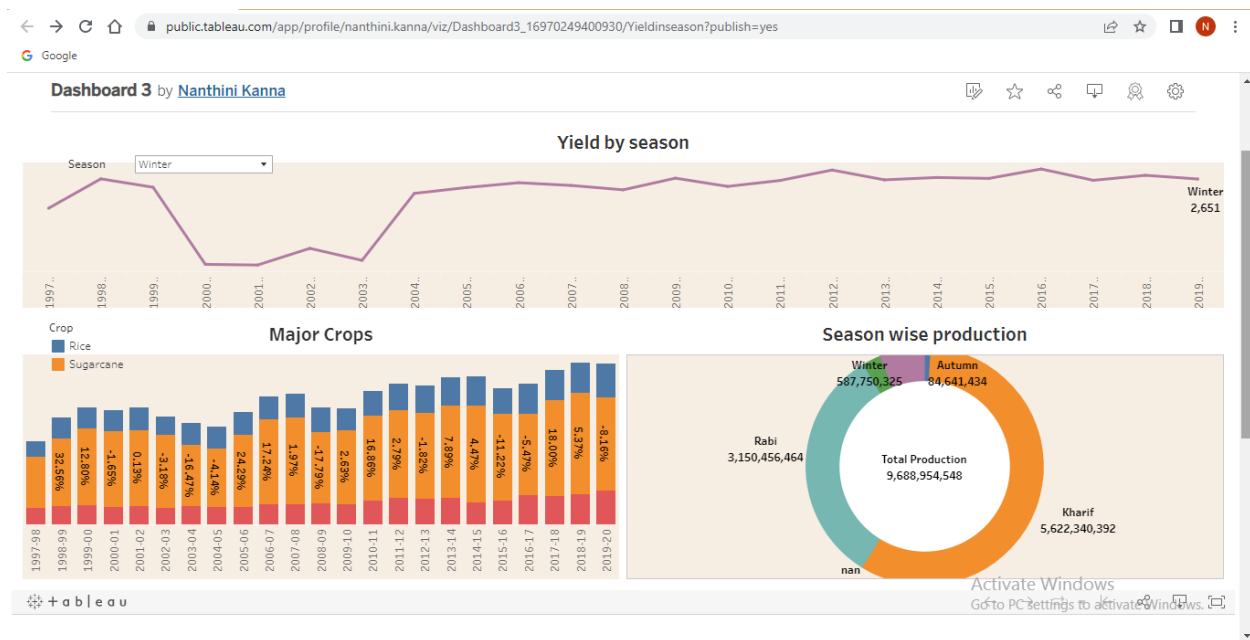 public.tableau.com/app/profile/nanthini.kanna/viz/Dashboard3_16970249400930/Yieldinseason?publish=yes
N
G Google
Dashboard 3 by Nanthini Kanna
Yield by season
Season Winter
Winter
2,651
1997.. 1998.. 1999.. 2000.. 2001.. 2002.. 2003.. 2004.. 2005.. 2006.. 2007.. 2008.. 2009.. 2010.. 2011.. 2012.. 2013.. 2014.. 2015.. 2016.. 2017.. 2018.. 2019..
Crop
Major Crops
Rice
Sugarcane
32.56% 12.80% -1.65% 0.13% -3.18% -16.47% -4.14% 24.29% 17.24% 1.97% -17.79% 2.63% 16.86% 2.79% -1.82% 7.89% 4.47% -11.22% -5.47% 18.00% 5.37% -8.16%
1997-98 1998-99 1999-00 2000-01 2001-02 2002-03 2003-04 2004-05 2005-06 2006-07 2007-08 2008-09 2009-10 2010-11 2011-12 2012-13 2013-14 2014-15 2015-16 2016-17 2017-18 2018-19 2019-20
Season wise production
Winter
587,750,325
Autumn
84,641,434
Rabi
3,150,456,464
Total Production
9,688,954,548
Kharif
5,622,340,392
nan
Activate Windows
Go to PC settings to activate Windows.
+ a b | e a u